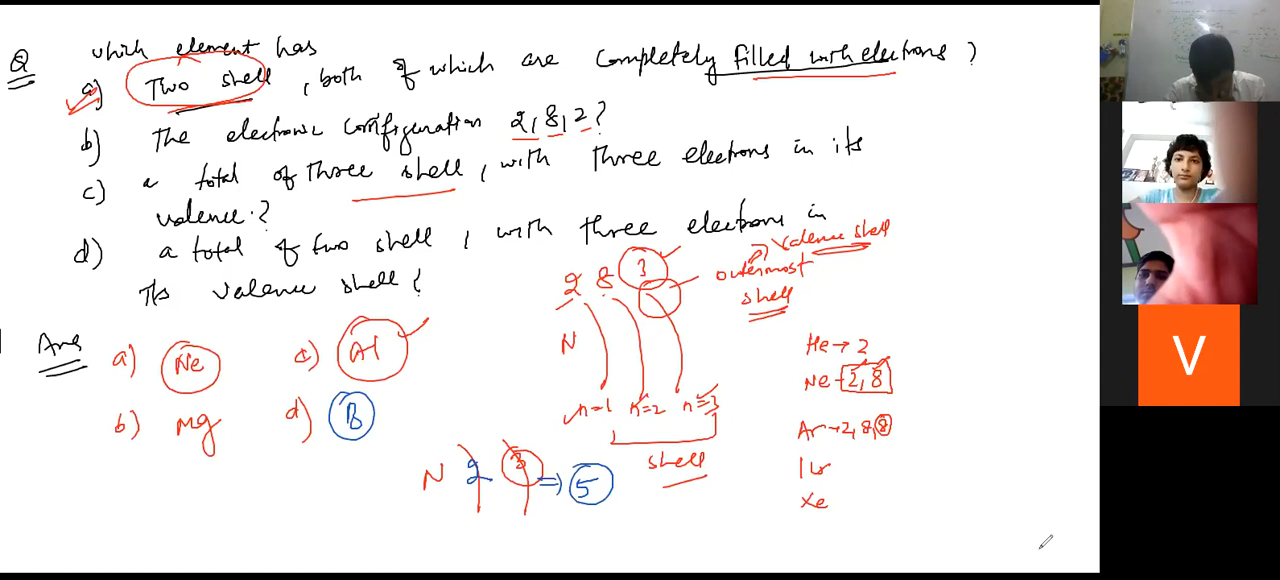 Q which element has
a) Two shell, both of which are completely filled with electrons?
b) The electronic configuration 2,8,2?
c) a total of three shell, with three electrons in its
valence.?
d) a total of two shell, with three electrons in
Its valence shell?
2 8 3
valence shell
outermost
shell
N
n=1 n=2 n=3
shell
Ans
a) Ne c) Al
b) Mg d) B
N 2 3 => 5
He → 2
Ne - 2, 8
Ar → 2, 8, 8
Kr
Xe
V